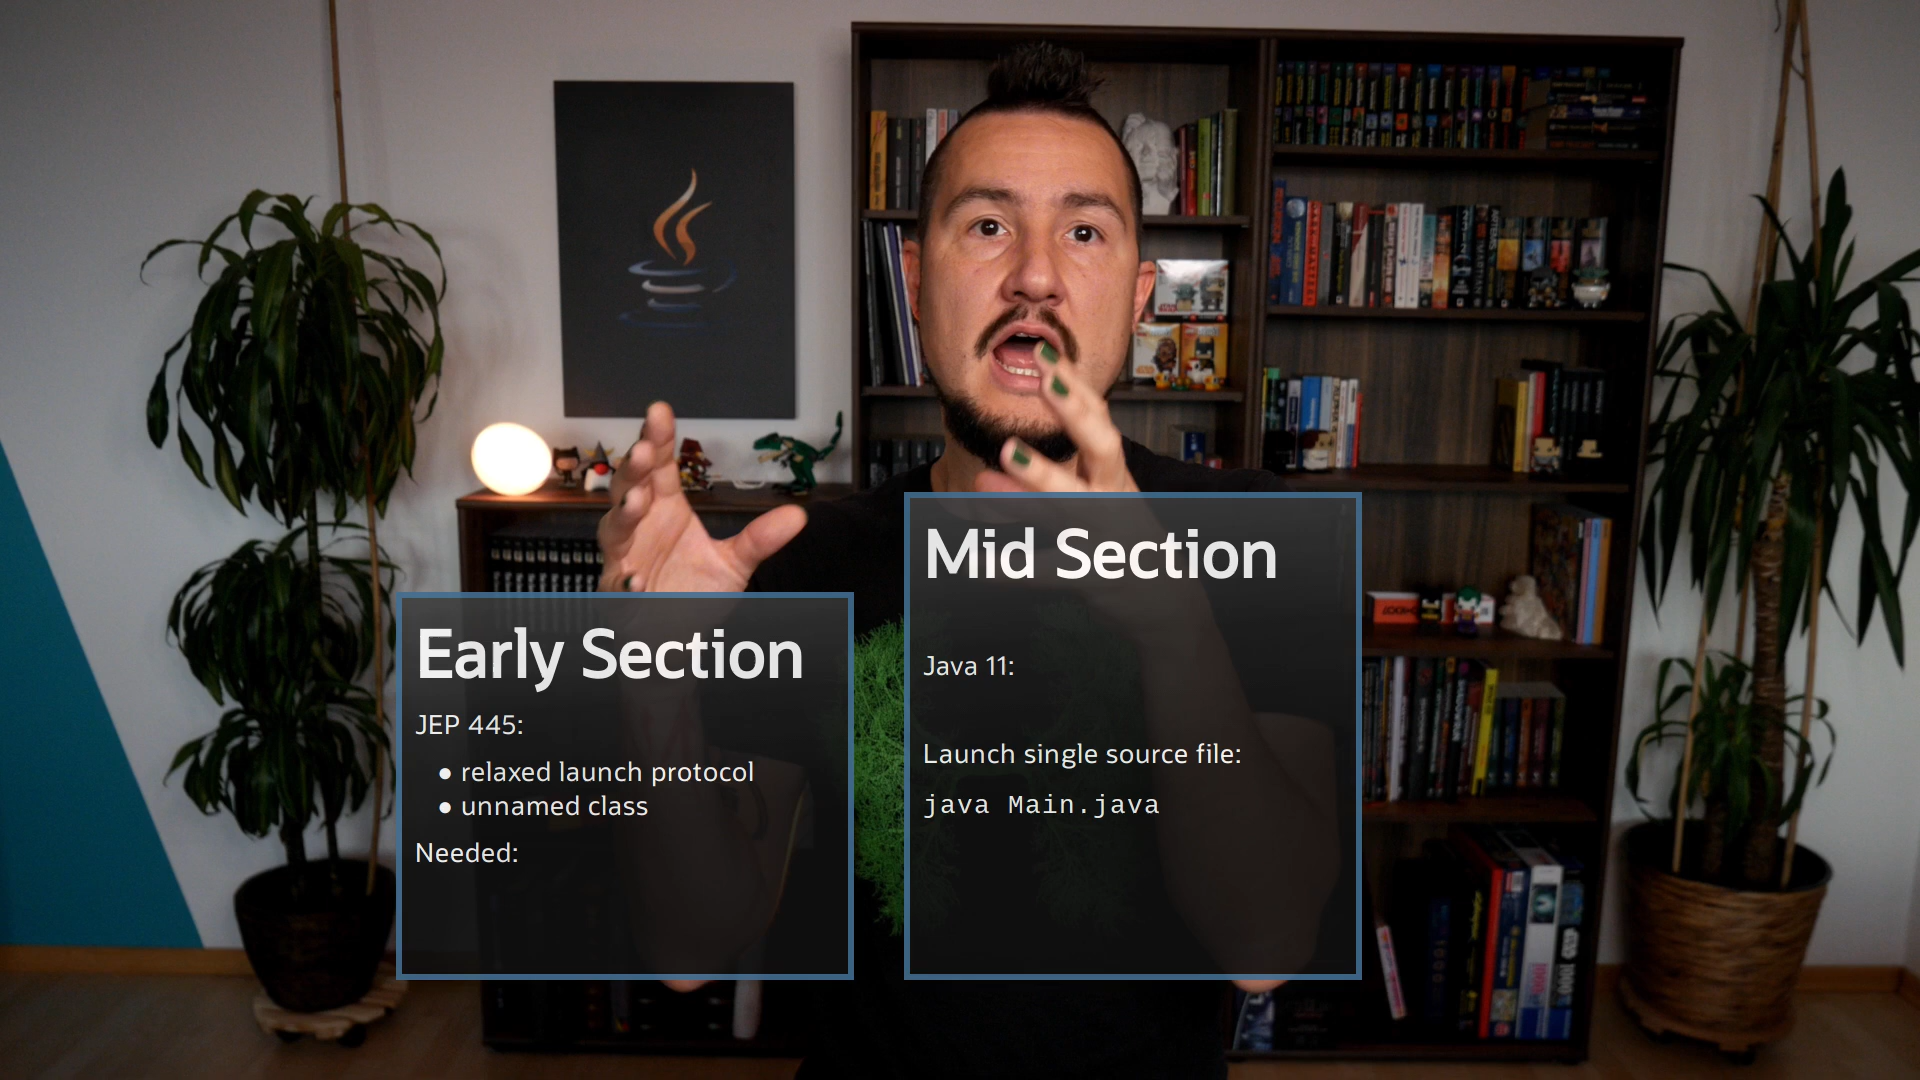 Early Section
JEP 445:
● relaxed launch protocol
● unnamed class
Needed:
Mid Section
Java 11:
Launch single source file:
java Main.java